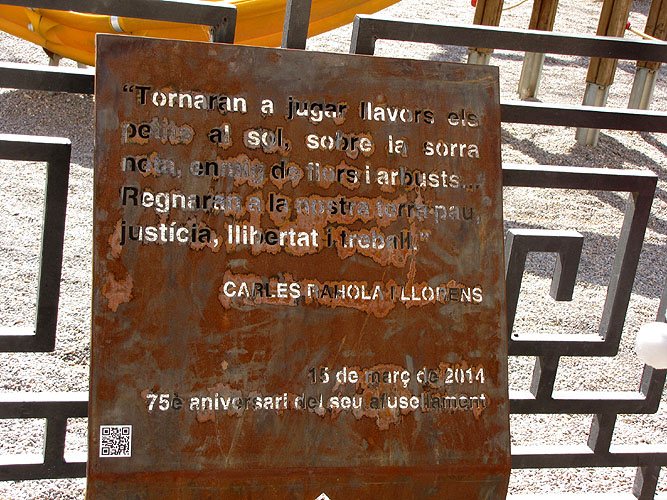 “Tornaran a jugar llavors els
petits al sol, sobre la sorra
neta, enmig de flors i arbusts...
Regnaran a la nostra terra pau,
justícia, llibertat i treball.”
CARLES RAHOLA I LLORENS
15 de març de 2014
75è aniversari del seu afusellament